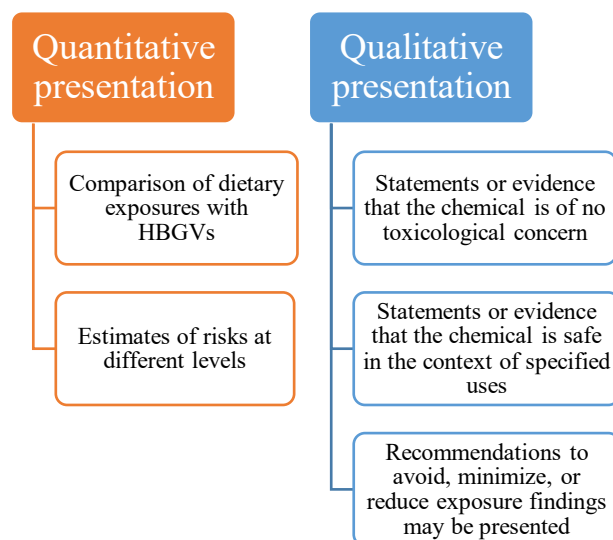 Quantitative
presentation
Comparison of dietary
exposures with
HBGVs
Estimates of risks at
different levels
Qualitative
presentation
Statements or evidence
that the chemical is of no
toxicological concern
Statements or evidence
that the chemical is safe
in the context of specified
uses
Recommendations to
avoid, minimize, or
reduce exposure findings
may be presented